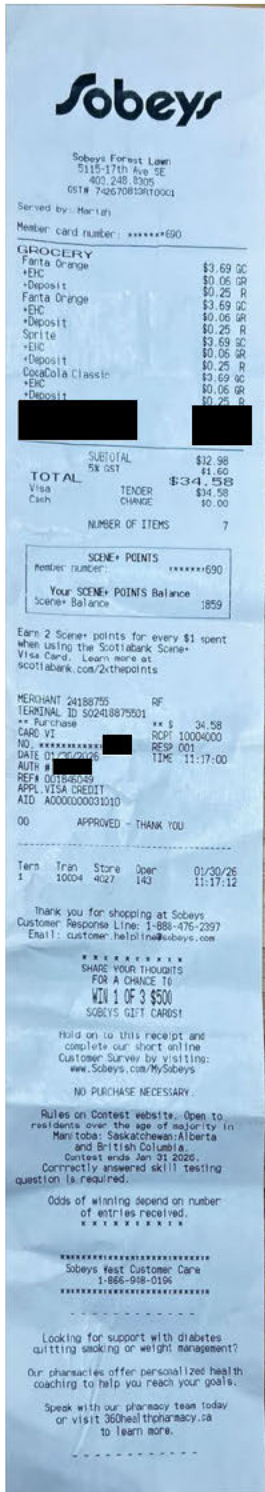 Sobeys
Sobeys Forest Lawn
5115-17th Ave SE
403.248.8305
GST# 742670813RT0001
Served by: Marian
Member card number: ******690
GROCERY
Fanta Orange $3.69 GC
+EHC $0.06 GR
+Deposit $0.25 R
Fanta Orange $3.69 GC
+EHC $0.06 GR
+Deposit $0.25 R
Sprite $3.69 GC
+EHC $0.06 GR
+Deposit $0.25 R
CocaCola Classic $3.69 GC
+EHC $0.06 GR
+Deposit $0.25 R
SUBTOTAL $32.98
5% GST $1.60
TOTAL $34.58
Visa TENDER $34.58
Cash CHANGE $0.00
NUMBER OF ITEMS 7
SCENE+ POINTS
Member number: ******690
Your SCENE+ POINTS Balance
Scene+ Balance 1859
Earn 2 Scene+ points for every $1 spent
when using the Scotiabank Scene+
Visa Card. Learn more at
scotiabank.com/2xthepoints
MERCHANT 24188755 RF
TERMINAL ID S02418875501
** Purchase ** $ 34.58
CARD VI RCPT 10004000
NO. ************ RESP 001
DATE 01/30/2026 TIME 11:17:00
AUTH #
REF# 001846049
APPL.VISA CREDIT
AID A0000000031010
00 APPROVED - THANK YOU
Term Tran Store Oper 01/30/26
1 10004 4027 143 11:17:12
Thank you for shopping at Sobeys
Customer Response Line: 1-888-476-2397
Email: customer.helpline@sobeys.com
* * * * * * * * * *
SHARE YOUR THOUGHTS
FOR A CHANCE TO
WIN 1 OF 3 $500
SOBEYS GIFT CARDS!
Hold on to this receipt and
complete our short online
Customer Survey by visiting:
www.Sobeys.com/MySobeys
NO PURCHASE NECESSARY.
Rules on Contest website. Open to
residents over the age of majority in
Manitoba: Saskatchewan:Alberta
and British Columbia.
Contest ends Jan 31 2026.
Corrrectly answered skill testing
question is required.
Odds of winning depend on number
of entries received.
* * * * * * * * * *
******************************
Sobeys West Customer Care
1-866-948-0196
******************************
- - - - - - - - - - - -
Looking for support with diabetes
quitting smoking or weight management?
Our pharmacies offer personalized health
coaching to help you reach your goals.
Speak with our pharmacy team today
or visit 360healthpharmacy.ca
to learn more.
- - - - - - - - - - - -